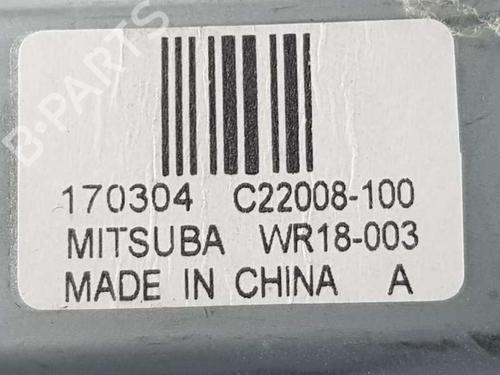 B-PARTS
170304 C22008-100
MITSUBA WR18-003
MADE IN CHINA A